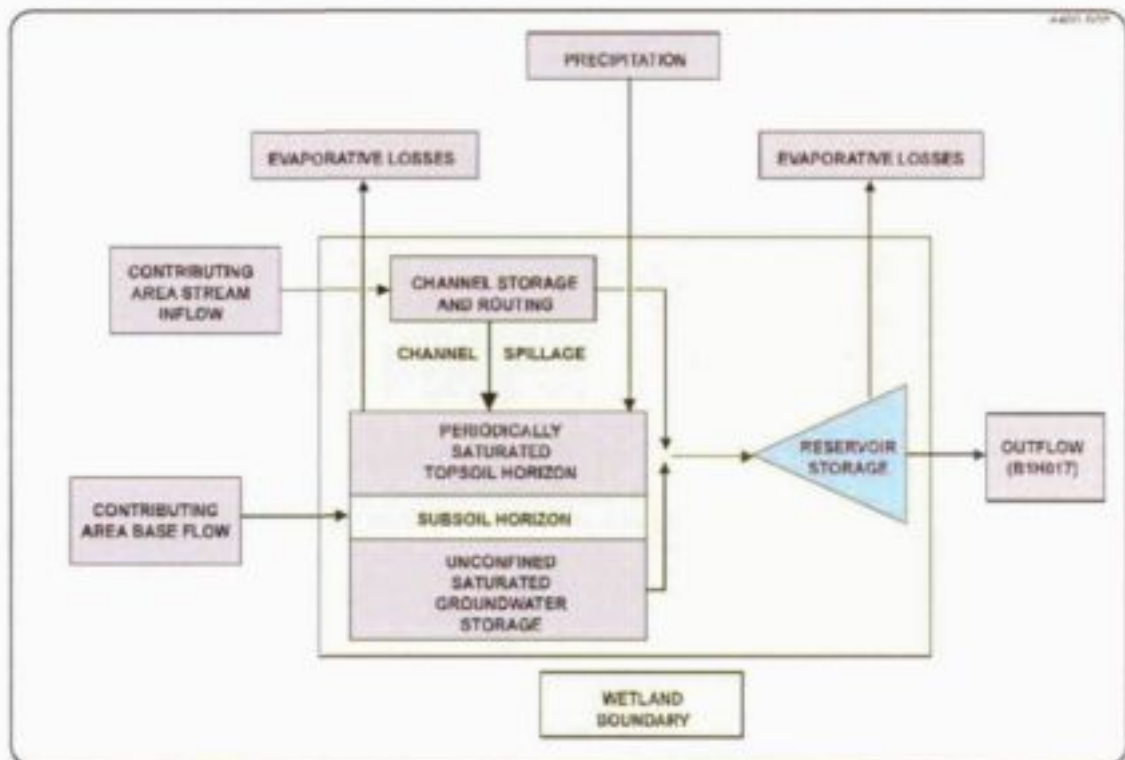 PRECIPITATION
EVAPORATIVE LOSSES
EVAPORATIVE LOSSES
CONTRIBUTING
AREA STREAM
INFLOW
CHANNEL STORAGE
AND ROUTING
CHANNEL SPILLAGE
PERIODICALLY
SATURATED
TOPSOIL HORIZON
RESERVOIR
STORAGE
OUTFLOW
(B1H017)
CONTRIBUTING
AREA BASE FLOW
SUBSOIL HORIZON
UNCONFINED
SATURATED
GROUNDWATER
STORAGE
WETLAND
BOUNDARY